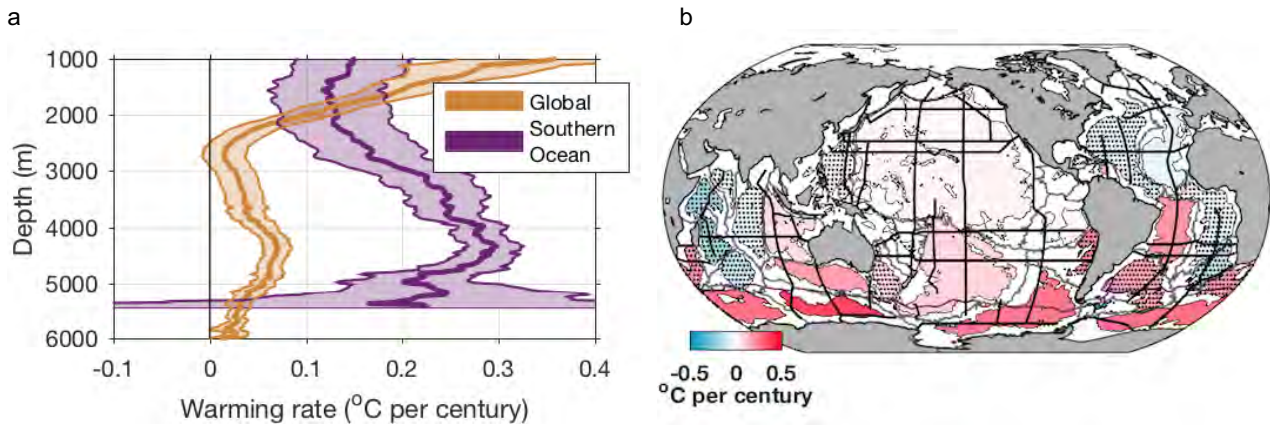 a
1000
2000
3000
4000
5000
6000
Depth (m)
-0.1
0
0.1
0.2
0.3
0.4
Warming rate (°C per century)
Global
Southern
Ocean
b
-0.5 0 0.5
°C per century